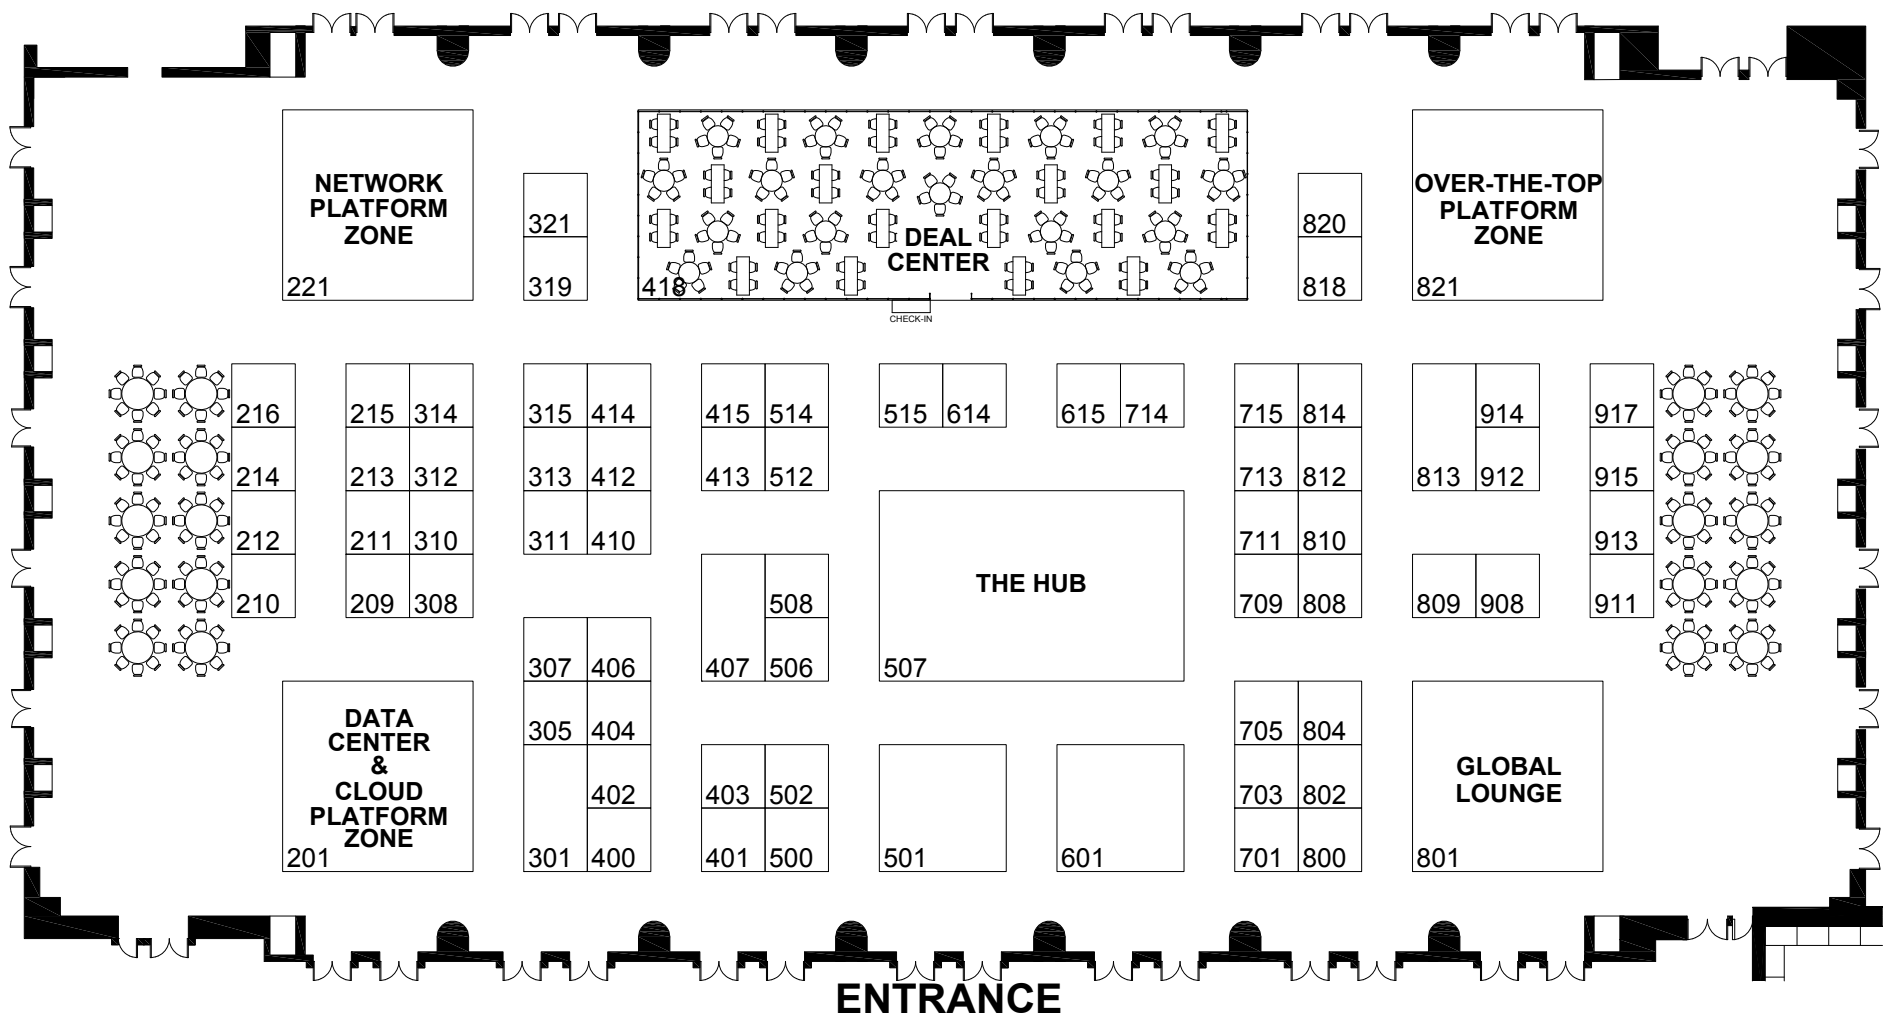 NETWORK
PLATFORM
ZONE
221
321
319
DEAL
CENTER
418
CHECK-IN
820
818
OVER-THE-TOP
PLATFORM
ZONE
821
216
215 314
315 414
415 514
515 614
615 714
715 814
914
917
214
213 312
313 412
413 512
713 812
813 912
915
212
211 310
311 410
711 810
913
210
209 308
508
THE HUB
709 808
809 908
911
307 406
407 506
507
DATA
CENTER
&
CLOUD
PLATFORM
ZONE
201
305 404
705 804
GLOBAL
LOUNGE
801
402
403 502
703 802
301 400
401 500
501
601
701 800
ENTRANCE